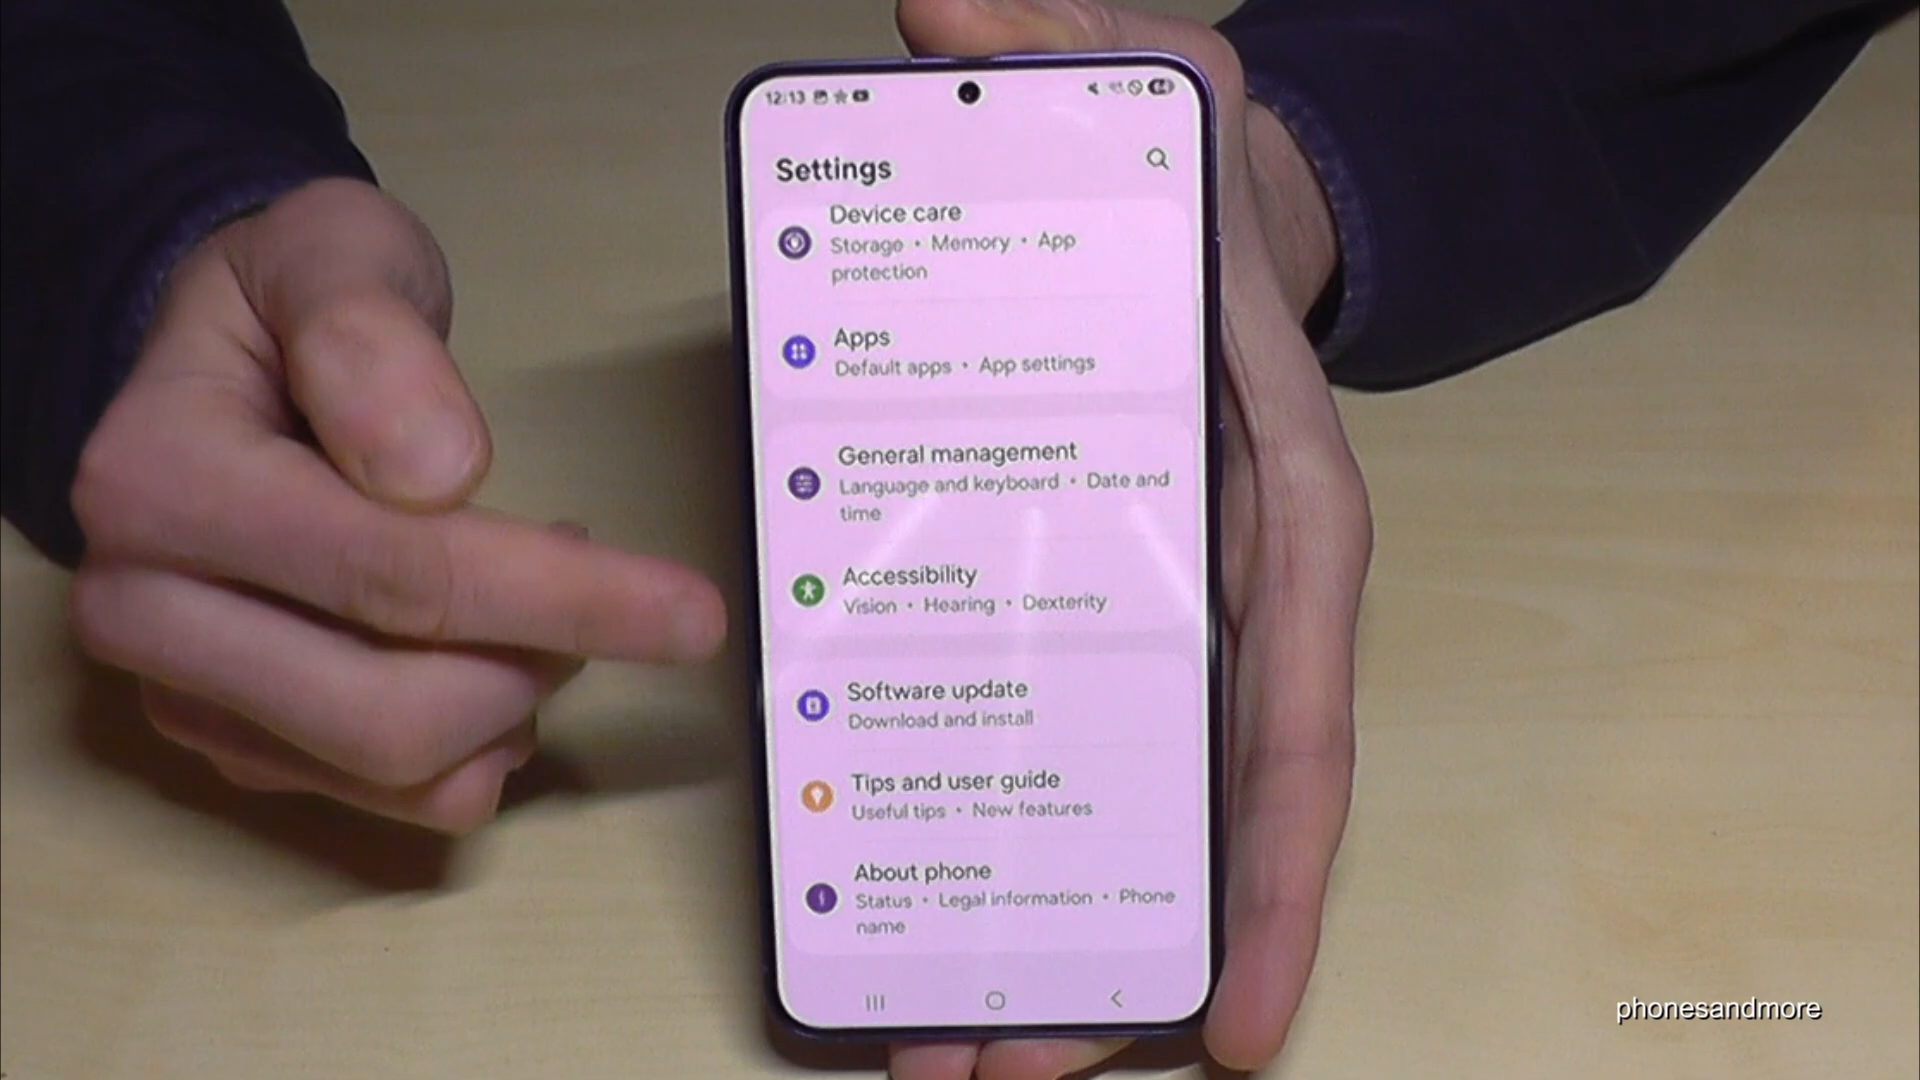 12:13
64
Settings
Device care
Storage • Memory • App
protection
Apps
Default apps • App settings
General management
Language and keyboard • Date and
time
Accessibility
Vision • Hearing • Dexterity
Software update
Download and install
Tips and user guide
Useful tips • New features
About phone
Status • Legal information • Phone
name
phonesandmore